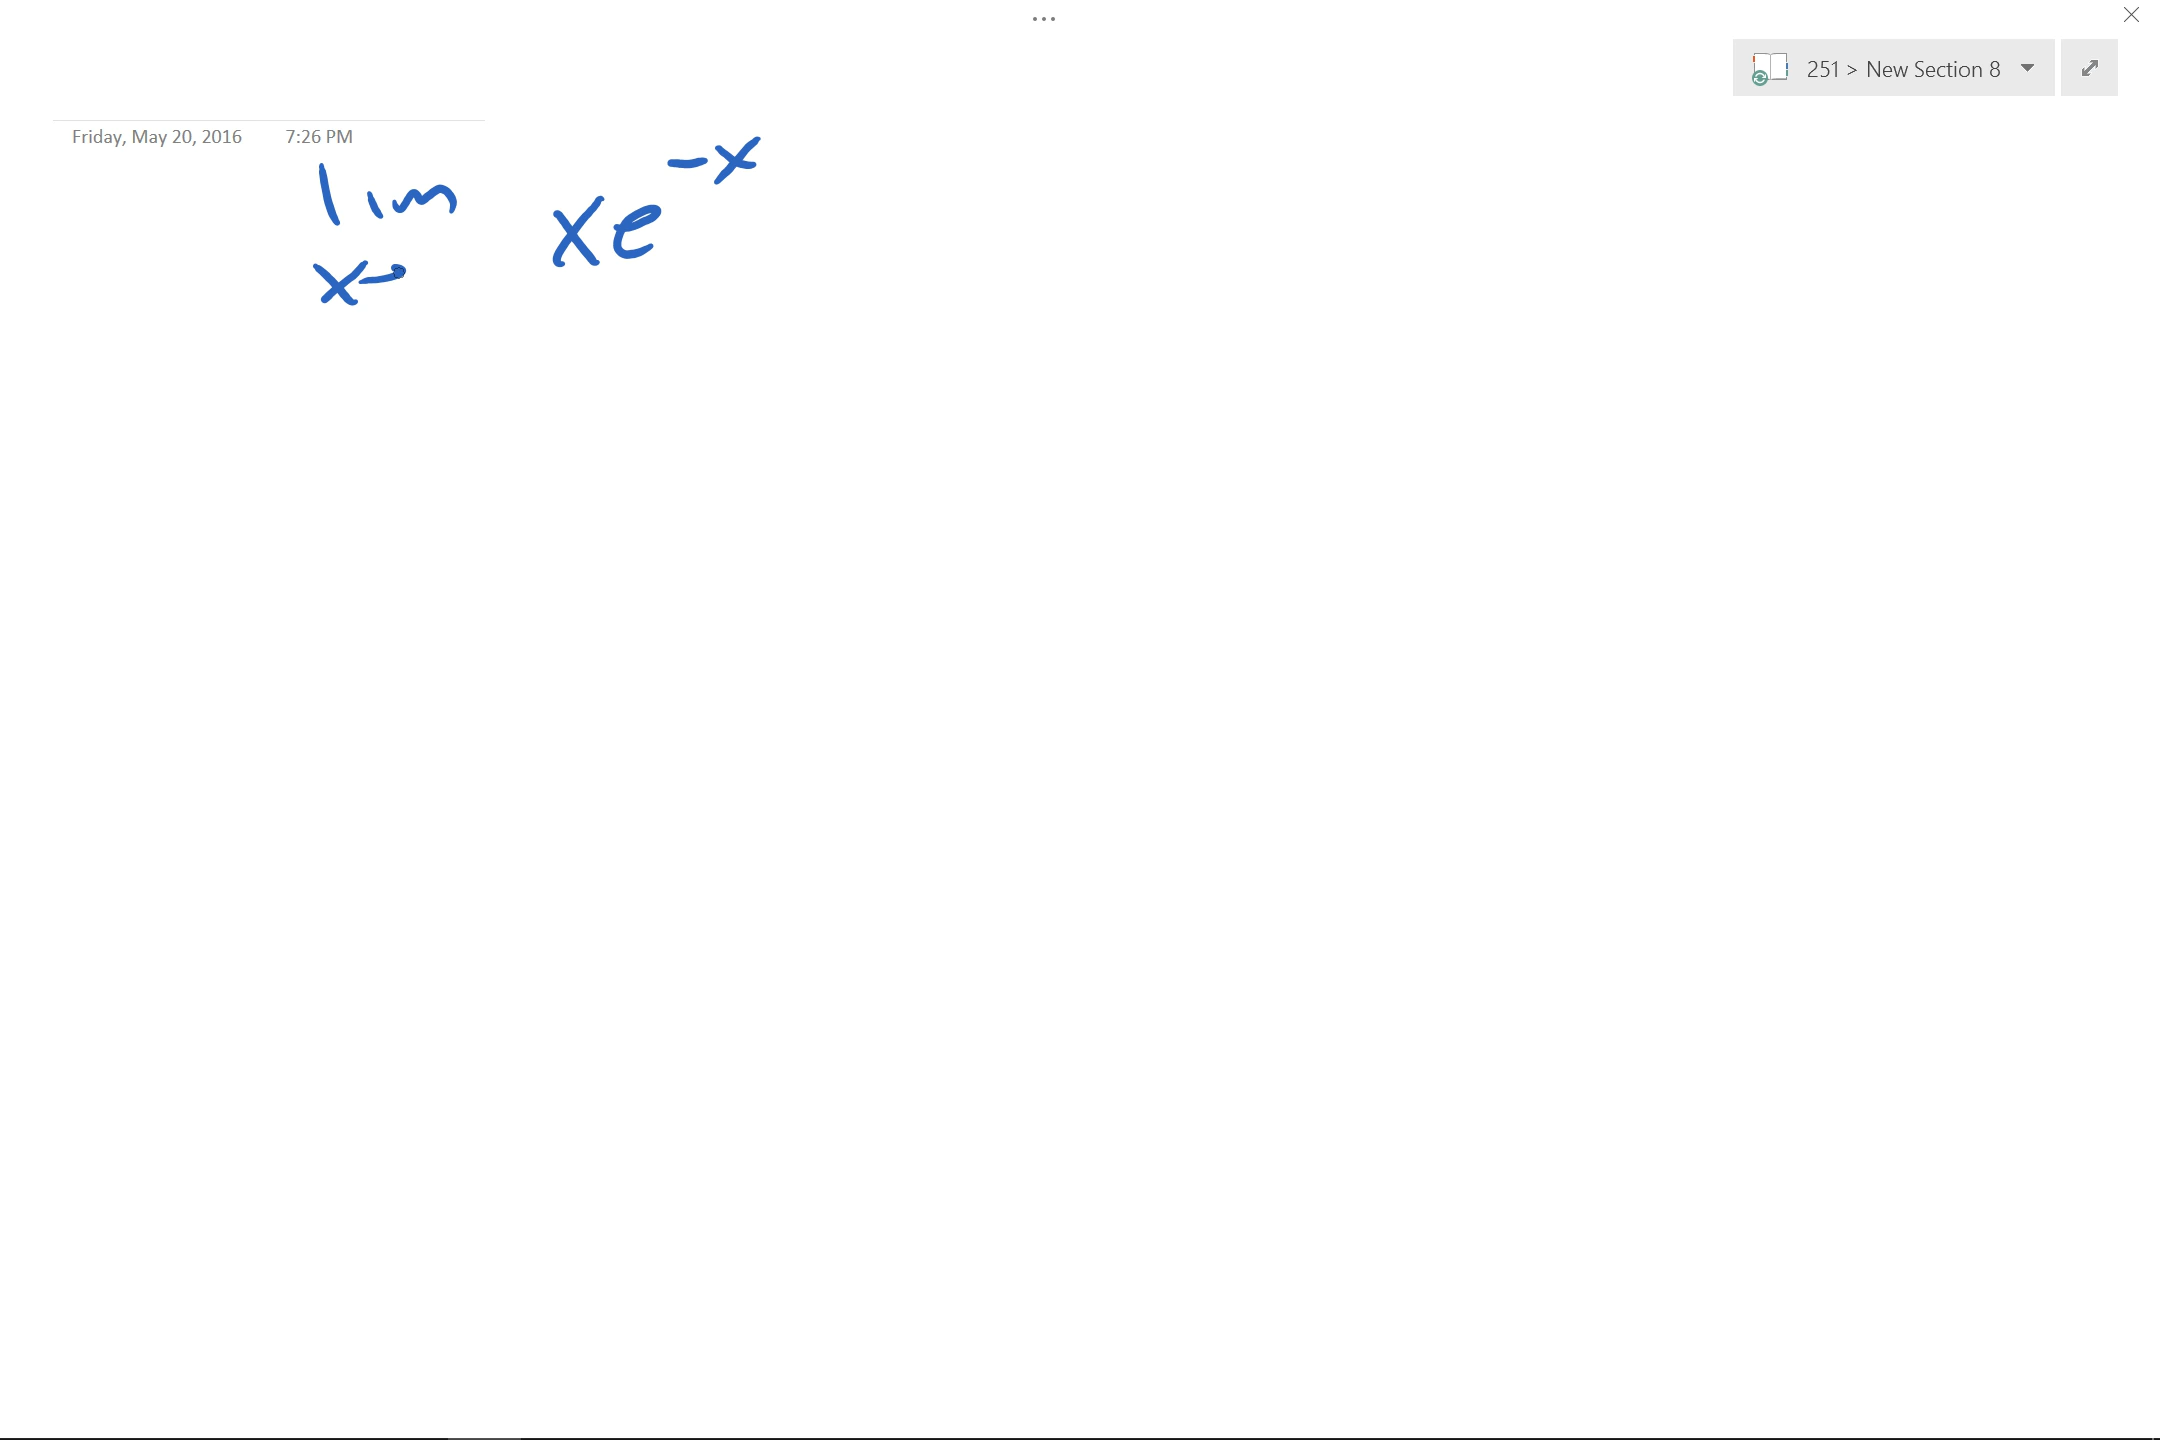 251 > New Section 8
Friday, May 20, 2016 7:26 PM
lim xe^{-x}
x→